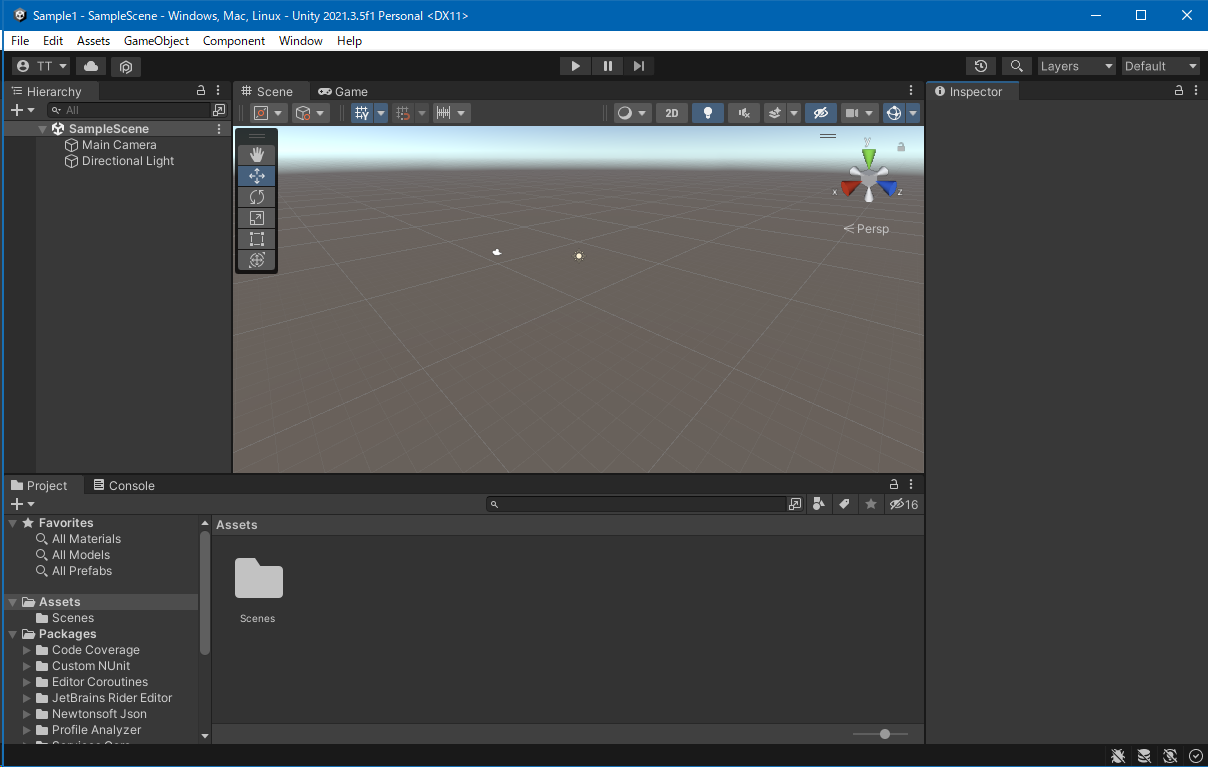 Sample1 - SampleScene - Windows, Mac, Linux - Unity 2021.3.5f1 Personal <DX11>
File Edit Assets GameObject Component Window Help
TT Layers Default
Hierarchy
All
SampleScene
Main Camera
Directional Light
Scene Game
2D
y
x
z
Persp
Inspector
Project Console
16
Favorites
All Materials
All Models
All Prefabs
Assets
Scenes
Packages
Code Coverage
Custom NUnit
Editor Coroutines
JetBrains Rider Editor
Newtonsoft Json
Profile Analyzer
Assets
Scenes